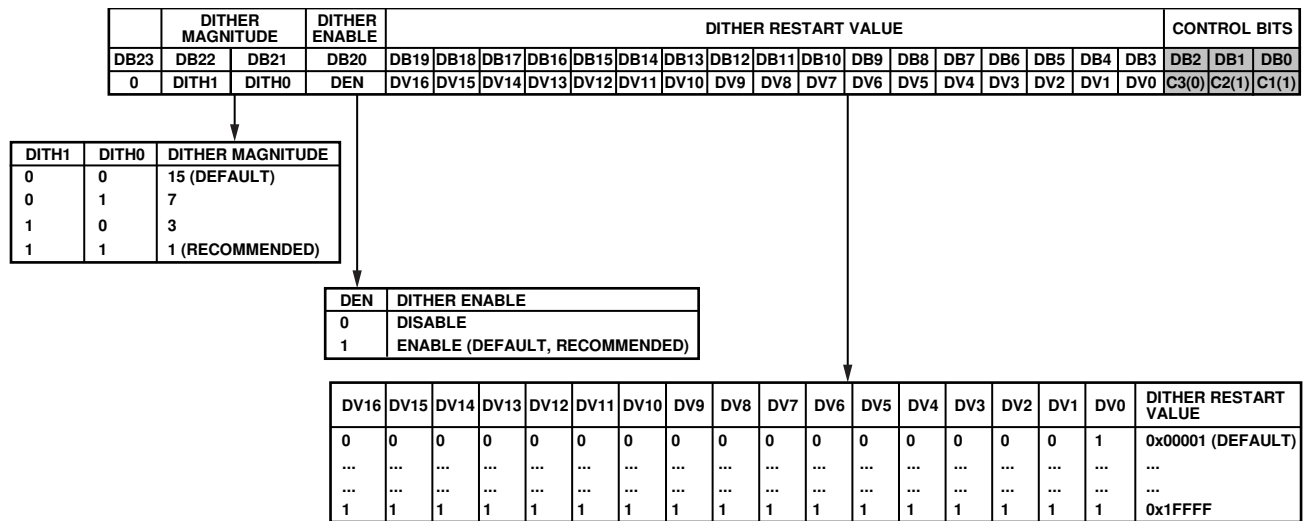 DITHER MAGNITUDE DITHER ENABLE DITHER RESTART VALUE CONTROL BITS
DB23 DB22 DB21 DB20 DB19 DB18 DB17 DB16 DB15 DB14 DB13 DB12 DB11 DB10 DB9 DB8 DB7 DB6 DB5 DB4 DB3 DB2 DB1 DB0
0 DITH1 DITH0 DEN DV16 DV15 DV14 DV13 DV12 DV11 DV10 DV9 DV8 DV7 DV6 DV5 DV4 DV3 DV2 DV1 DV0 C3(0) C2(1) C1(1)
DITH1 DITH0 DITHER MAGNITUDE
0 0 15 (DEFAULT)
0 1 7
1 0 3
1 1 1 (RECOMMENDED)
DEN DITHER ENABLE
0 DISABLE
1 ENABLE (DEFAULT, RECOMMENDED)
DV16 DV15 DV14 DV13 DV12 DV11 DV10 DV9 DV8 DV7 DV6 DV5 DV4 DV3 DV2 DV1 DV0 DITHER RESTART VALUE
0 0 0 0 0 0 0 0 0 0 0 0 0 0 0 0 1 0x00001 (DEFAULT)
... ... ... ... ... ... ... ... ... ... ... ... ... ... ... ... ... ...
... ... ... ... ... ... ... ... ... ... ... ... ... ... ... ... ... ...
1 1 1 1 1 1 1 1 1 1 1 1 1 1 1 1 1 0x1FFFF